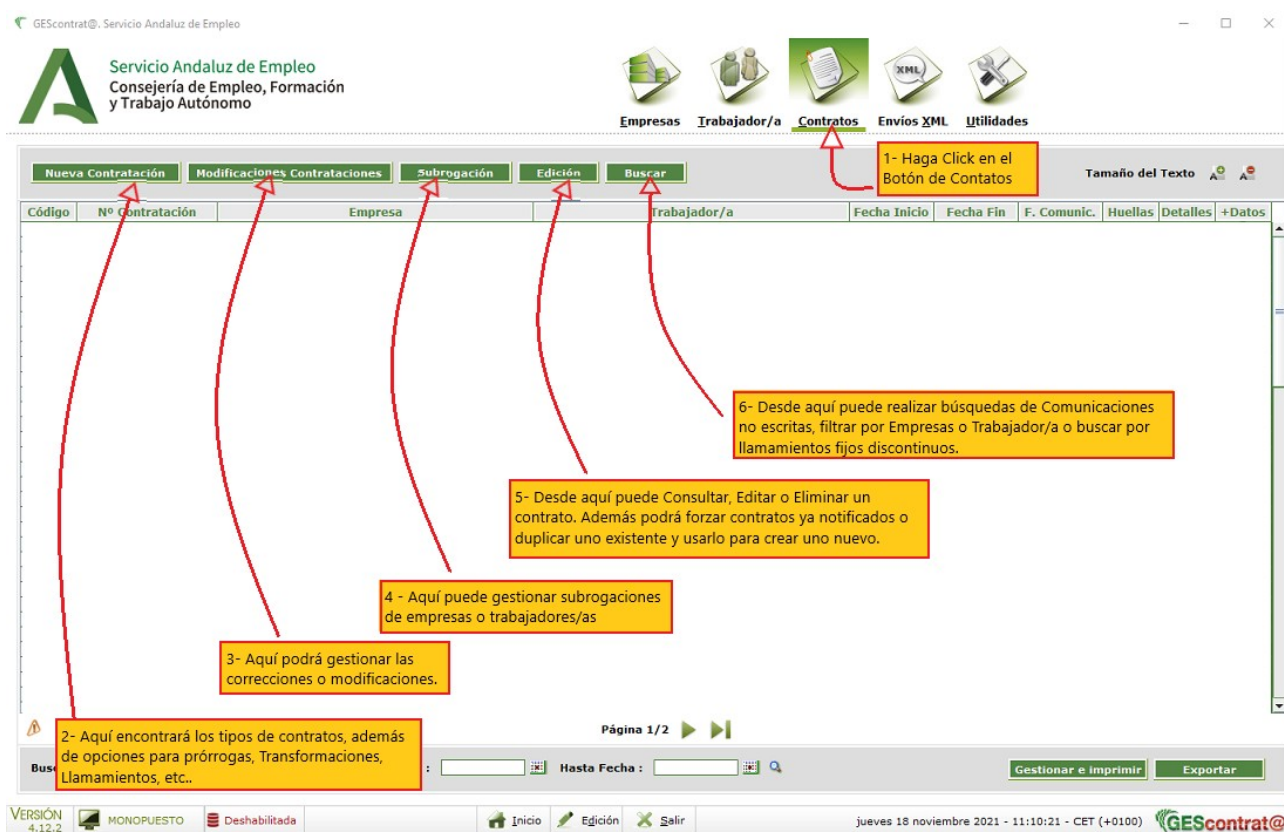 GEScontrat@. Servicio Andaluz de Empleo
Servicio Andaluz de Empleo
Consejería de Empleo, Formación
y Trabajo Autónomo
XML
Empresas Trabajador/a Contratos Envíos XML Utilidades
1- Haga Click en el
Botón de Contatos
Nueva Contratación Modificaciones Contrataciones Subrogación Edición Buscar
Tamaño del Texto
Código Nº Contratación Empresa Trabajador/a Fecha Inicio Fecha Fin F. Comunic. Huellas Detalles +Datos
6- Desde aquí puede realizar búsquedas de Comunicaciones
no escritas, filtrar por Empresas o Trabajador/a o buscar por
llamamientos fijos discontinuos.
5- Desde aquí puede Consultar, Editar o Eliminar un
contrato. Además podrá forzar contratos ya notificados o
duplicar uno existente y usarlo para crear uno nuevo.
4 - Aquí puede gestionar subrogaciones
de empresas o trabajadores/as
3- Aquí podrá gestionar las
correcciones o modificaciones.
2- Aquí encontrará los tipos de contratos, además
de opciones para prórrogas, Transformaciones,
Llamamientos, etc..
Página 1/2
: Hasta Fecha :
Gestionar e imprimir Exportar
VERSIÓN
4.12.2
MONOPUESTO Deshabilitada Inicio Edición Salir jueves 18 noviembre 2021 - 11:10:21 - CET (+0100) GEScontrat@